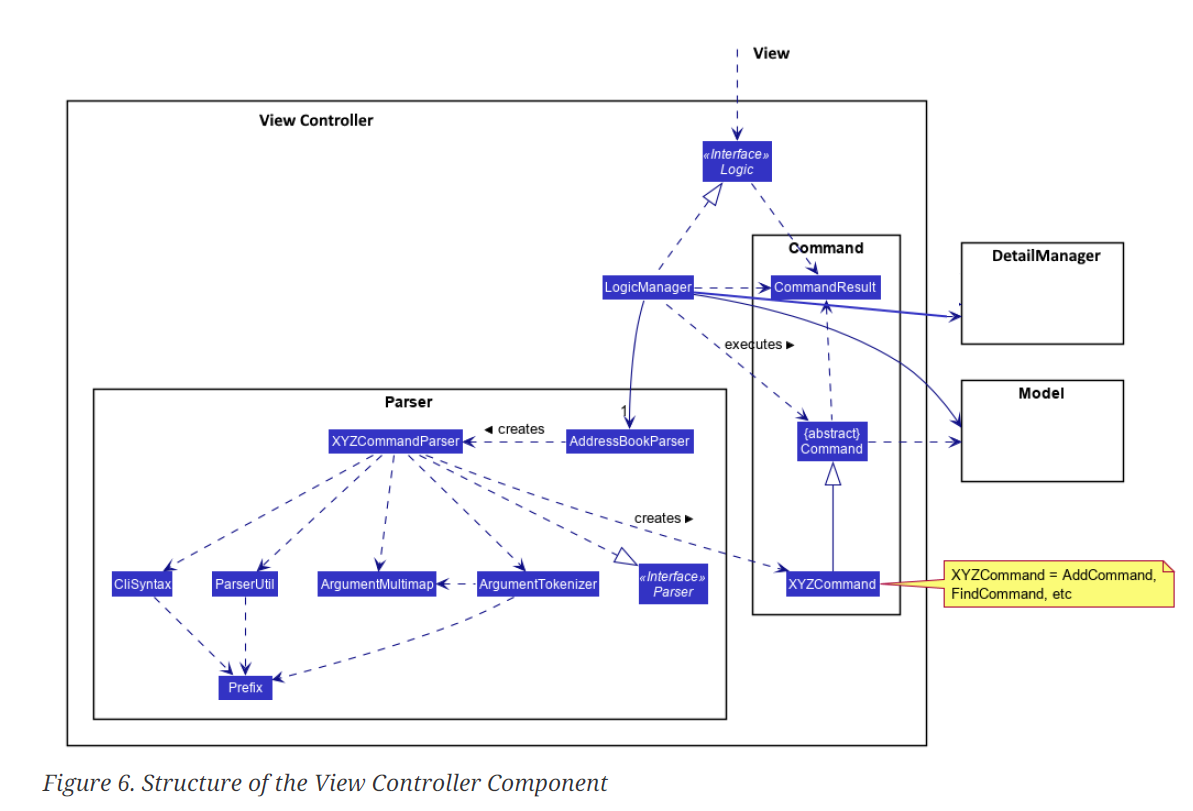 View
View Controller
«Interface»
Logic
Command
DetailManager
LogicManager
CommandResult
executes ►
Model
Parser
1
◄ creates
XYZCommandParser
AddressBookParser
{abstract}
Command
creates ►
CliSyntax
ParserUtil
ArgumentMultimap
ArgumentTokenizer
«Interface»
Parser
XYZCommand
XYZCommand = AddCommand,
FindCommand, etc
Prefix
Figure 6. Structure of the View Controller Component